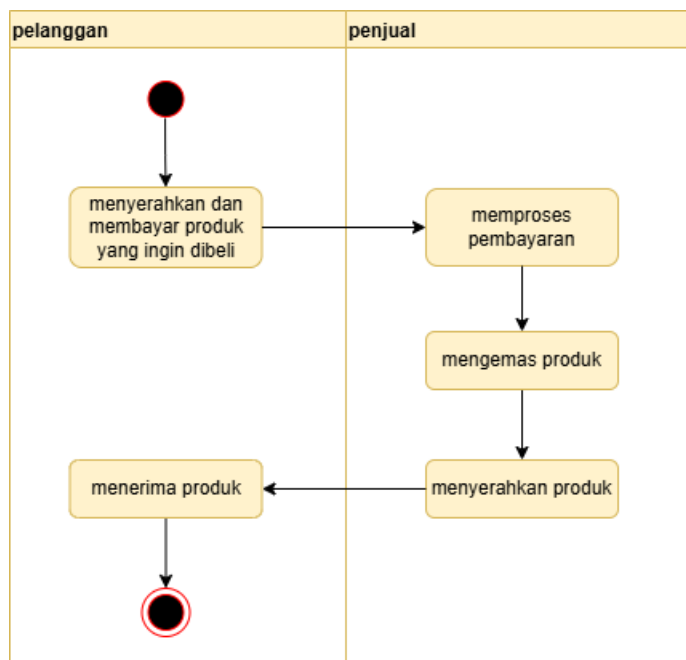 pelanggan
penjual
menyerahkan dan
membayar produk
yang ingin dibeli
memproses
pembayaran
mengemas produk
menyerahkan produk
menerima produk